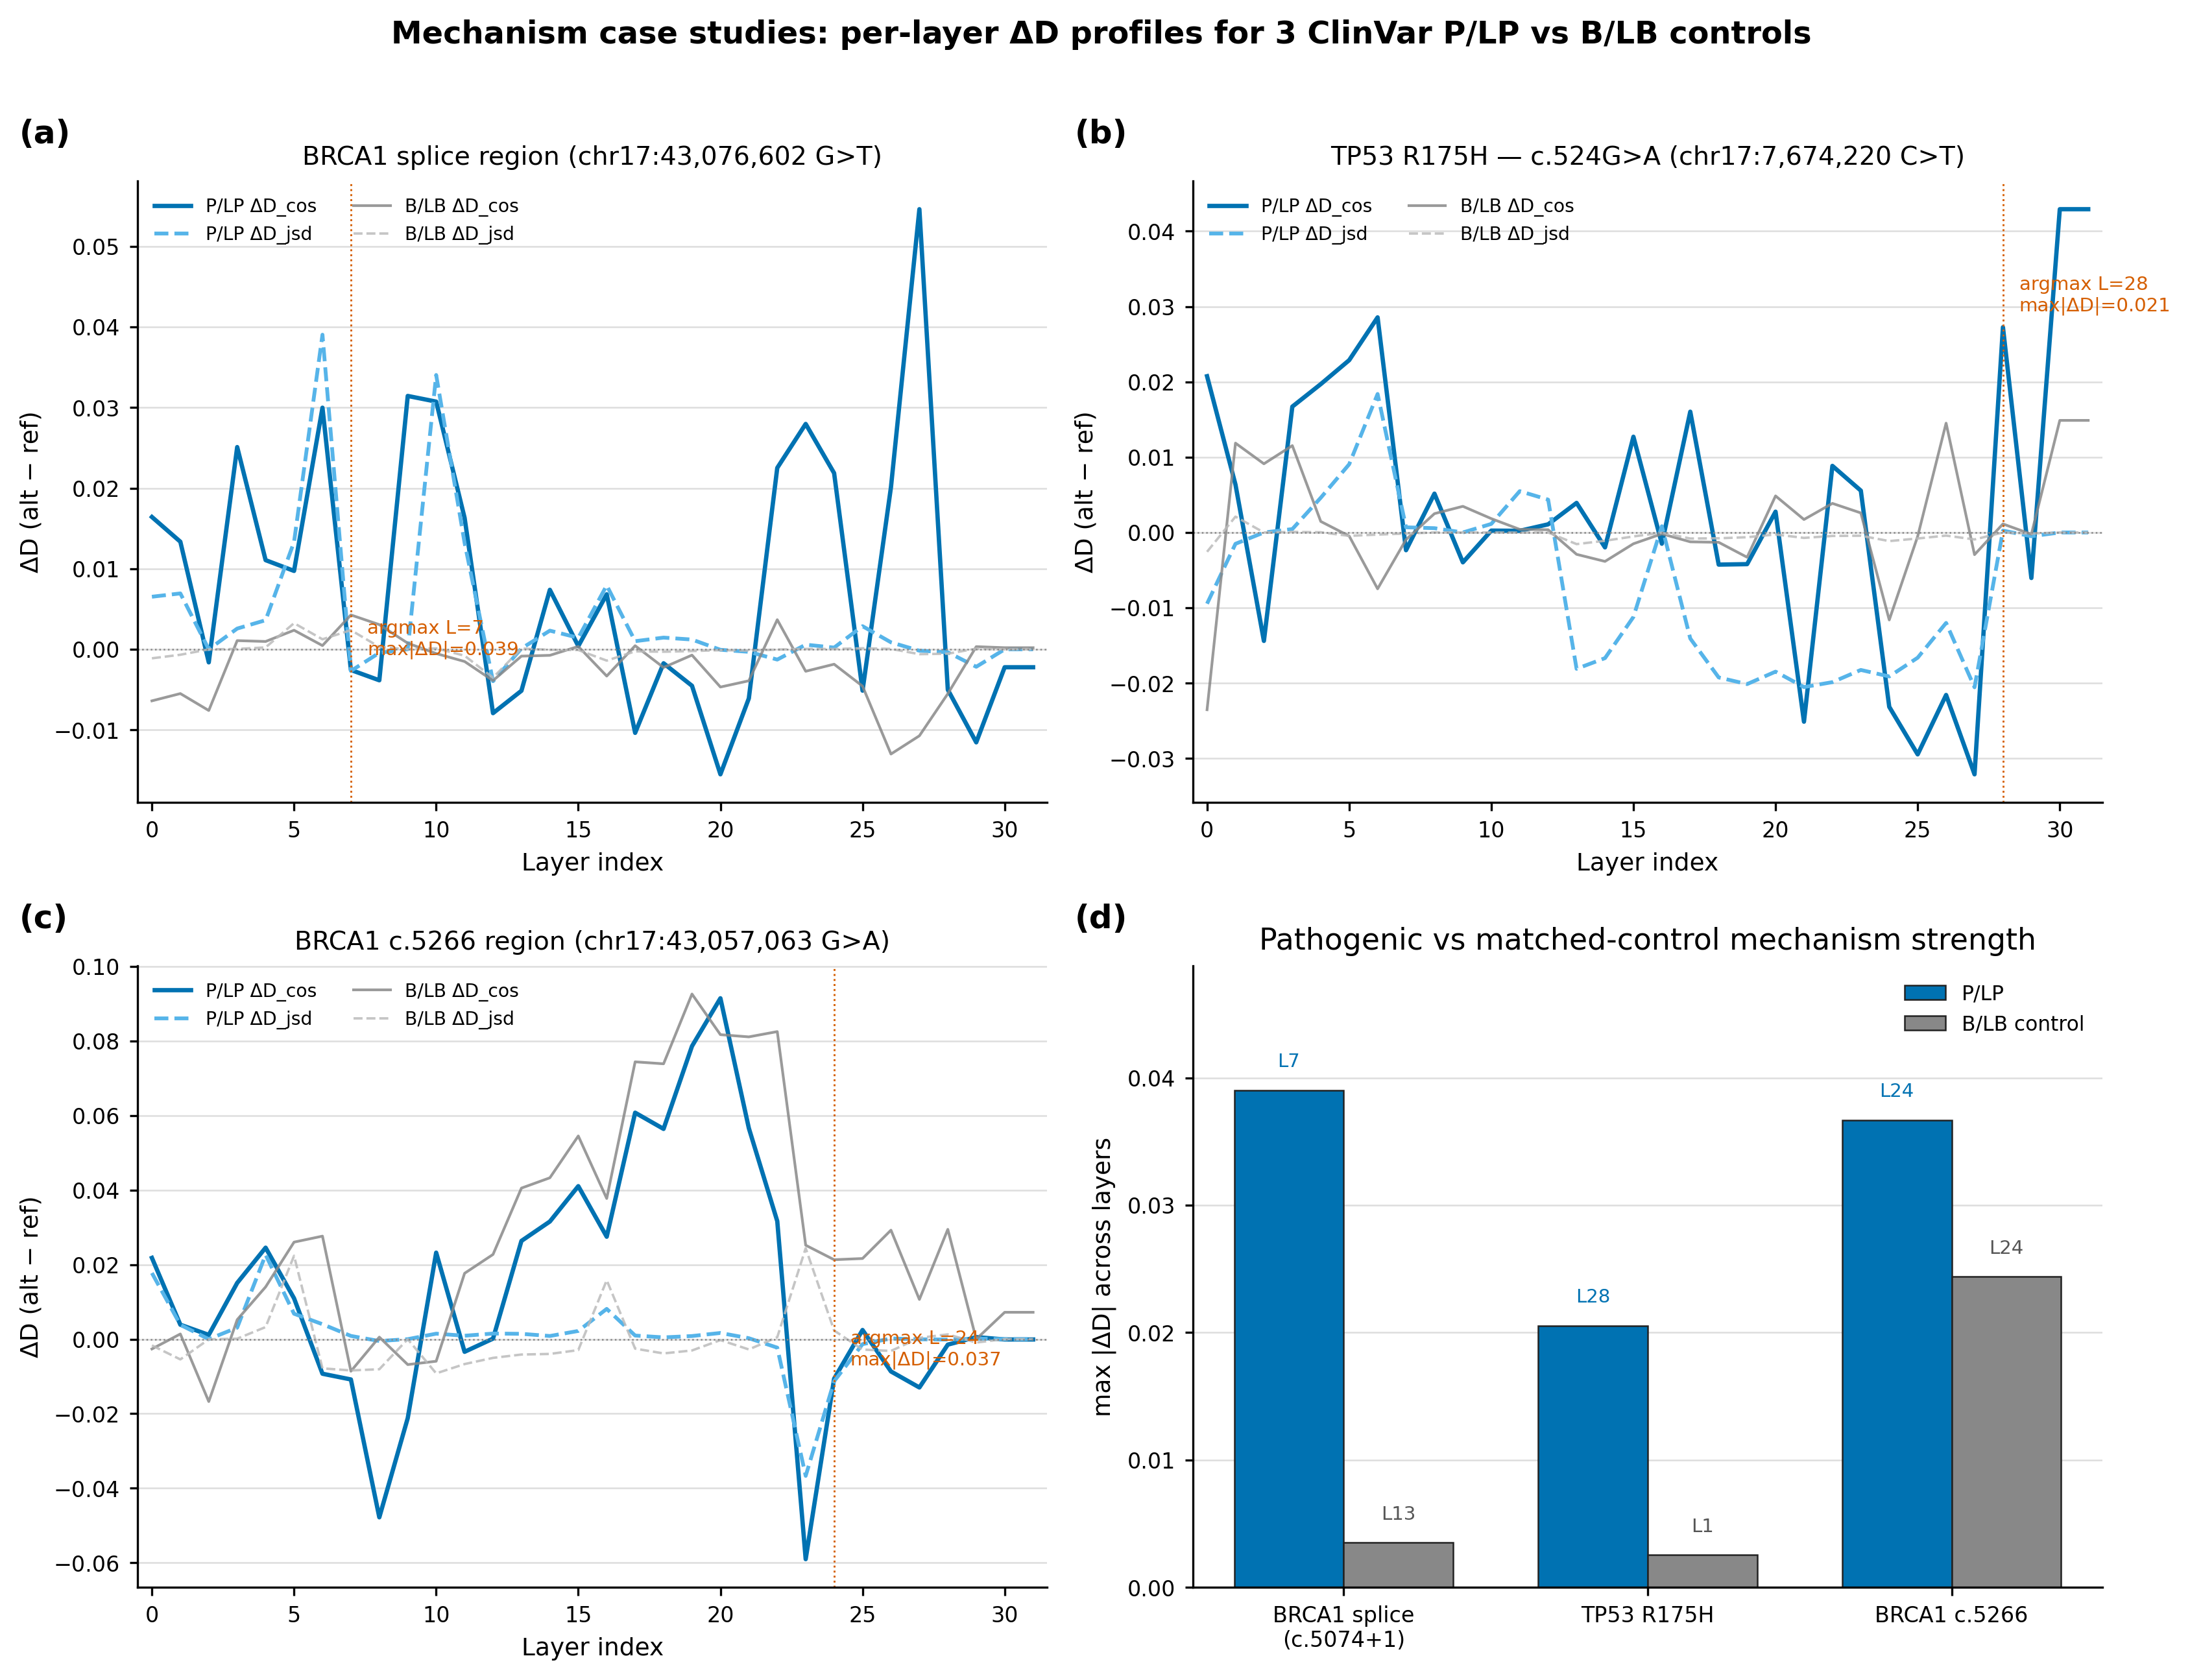 Mechanism case studies: per-layer ΔD profiles for 3 ClinVar P/LP vs B/LB controls
(a)
BRCA1 splice region (chr17:43,076,602 G>T)
P/LP ΔD_cos
P/LP ΔD_jsd
B/LB ΔD_cos
B/LB ΔD_jsd
argmax L=7
max|ΔD|=0.039
ΔD (alt − ref)
0.05
0.04
0.03
0.02
0.01
0.00
−0.01
0 5 10 15 20 25 30
Layer index
(b)
TP53 R175H — c.524G>A (chr17:7,674,220 C>T)
P/LP ΔD_cos
P/LP ΔD_jsd
B/LB ΔD_cos
B/LB ΔD_jsd
argmax L=28
max|ΔD|=0.021
ΔD (alt − ref)
0.04
0.03
0.02
0.01
0.00
−0.01
−0.02
−0.03
0 5 10 15 20 25 30
Layer index
(c)
BRCA1 c.5266 region (chr17:43,057,063 G>A)
P/LP ΔD_cos
P/LP ΔD_jsd
B/LB ΔD_cos
B/LB ΔD_jsd
argmax L=24
max|ΔD|=0.037
ΔD (alt − ref)
0.10
0.08
0.06
0.04
0.02
0.00
−0.02
−0.04
−0.06
0 5 10 15 20 25 30
Layer index
(d)
Pathogenic vs matched-control mechanism strength
P/LP
B/LB control
max |ΔD| across layers
0.04
0.03
0.02
0.01
0.00
L7
L13
L28
L1
L24
L24
BRCA1 splice
(c.5074+1)
TP53 R175H
BRCA1 c.5266